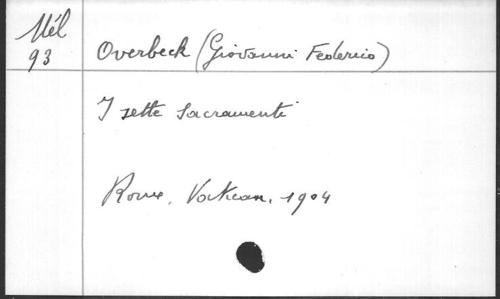 Mél
93
Overbeck (Giovanni Federico)
I sette Sacramenti
Rome, Vatican, 1904